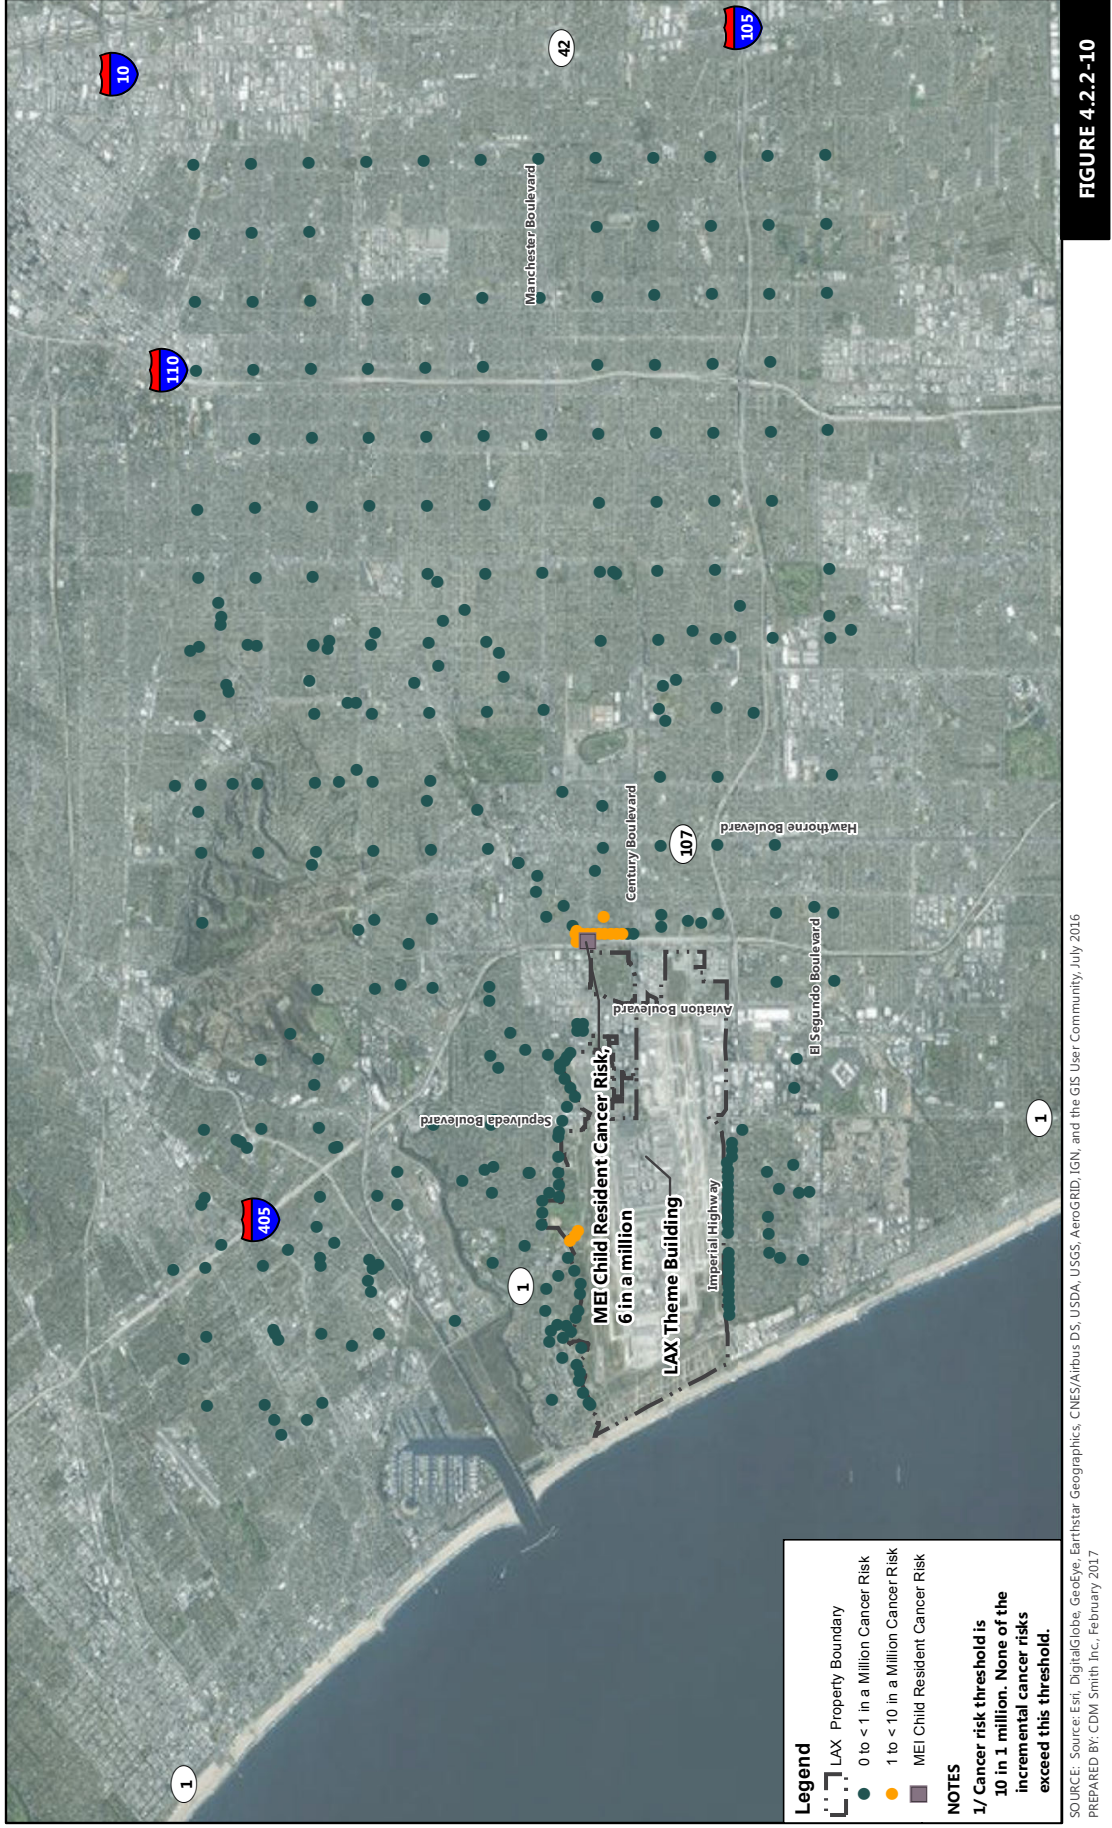 10
105
42
110
Manchester Boulevard
405
1
Sepulveda Boulevard
Century Boulevard
107
Hawthorne Boulevard
Aviation Boulevard
El Segundo Boulevard
MEI Child Resident Cancer Risk,
6 in a million
LAX Theme Building
Imperial Highway
1
1
Legend
LAX Property Boundary
0 to < 1 in a Million Cancer Risk
1 to < 10 in a Million Cancer Risk
MEI Child Resident Cancer Risk
NOTES
1/ Cancer risk threshold is
10 in 1 million. None of the
incremental cancer risks
exceed this threshold.
SOURCE: Source: Esri, DigitalGlobe, GeoEye, Earthstar Geographics, CNES/Airbus DS, USDA, USGS, AeroGRID, IGN, and the GIS User Community, July 2016
PREPARED BY: CDM Smith Inc., February 2017
FIGURE 4.2.2-10